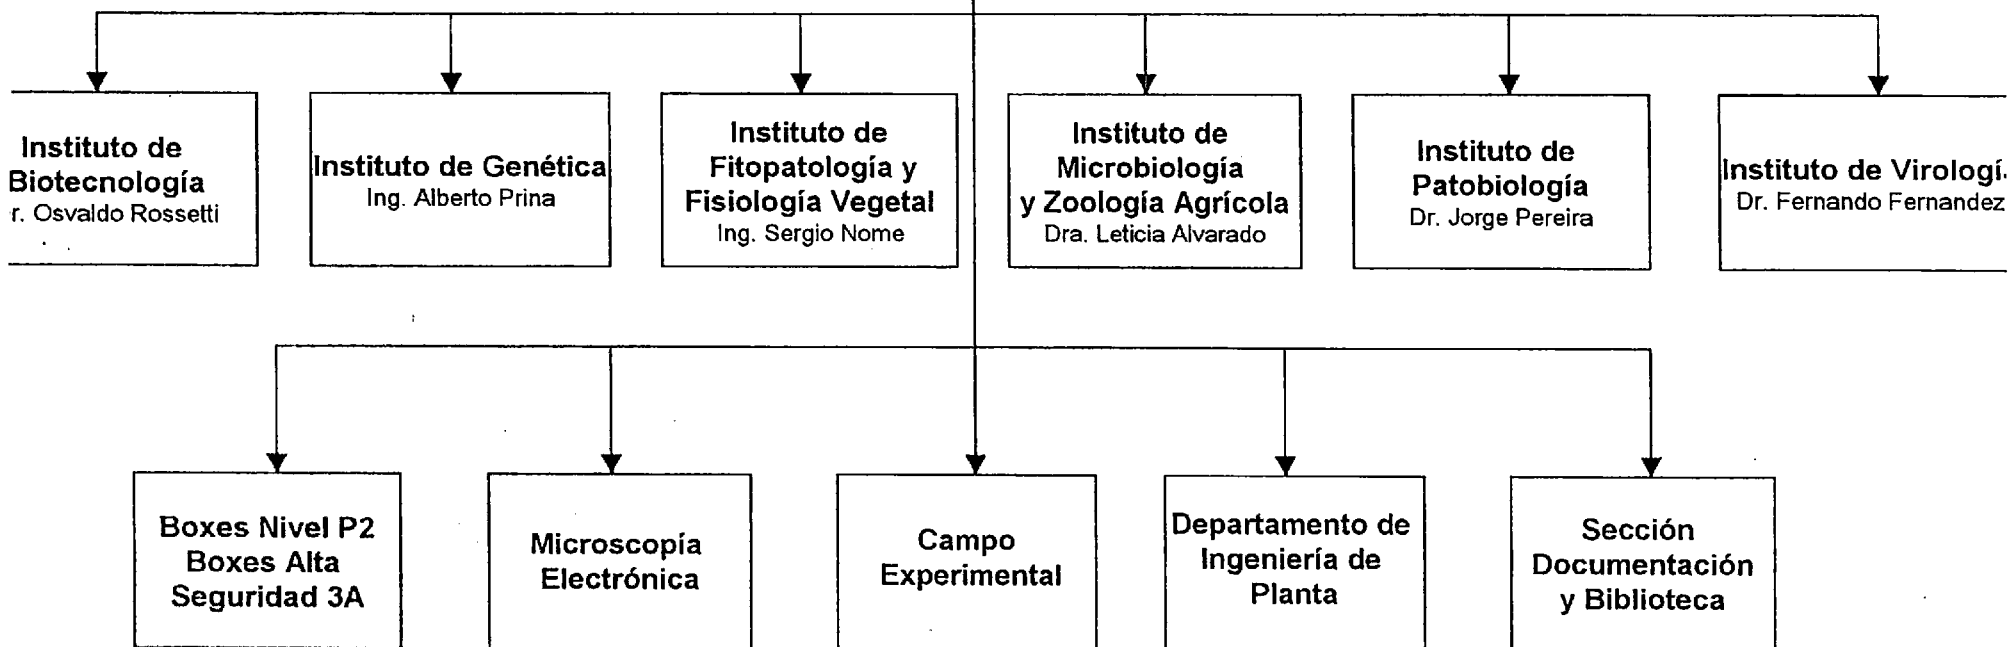 Instituto de
Biotecnología
r. Osvaldo Rossetti
Instituto de Genética
Ing. Alberto Prina
Instituto de
Fitopatología y
Fisiología Vegetal
Ing. Sergio Nome
Instituto de
Microbiología
y Zoología Agrícola
Dra. Leticia Alvarado
Instituto de
Patobiología
Dr. Jorge Pereira
Instituto de Virologí
Dr. Fernando Fernandez
Boxes Nivel P2
Boxes Alta
Seguridad 3A
Microscopía
Electrónica
Campo
Experimental
Departamento de
Ingeniería de
Planta
Sección
Documentación
y Biblioteca